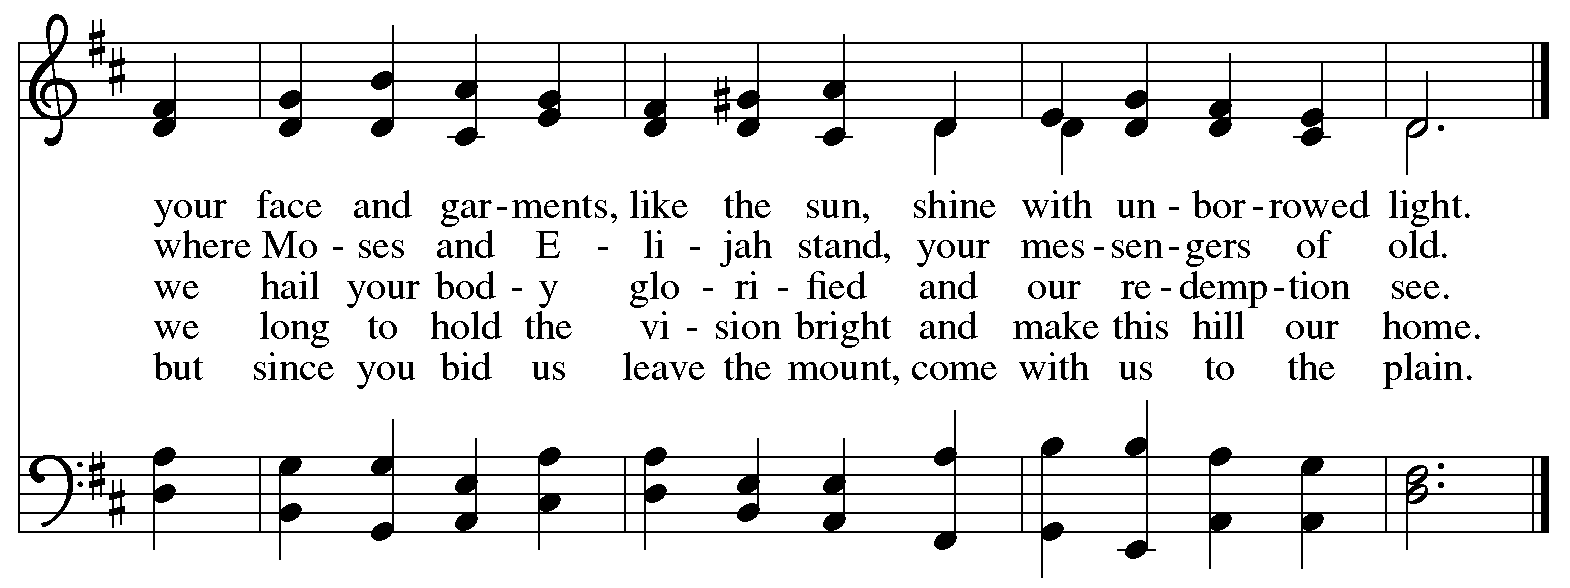 your face and gar-ments, like the sun, shine with un - bor-rowed light.
where Mo - ses and E - li - jah stand, your mes-sen-gers of old.
we hail your bod - y glo - ri - fied and our re-demp-tion see.
we long to hold the vi - sion bright and make this hill our home.
but since you bid us leave the mount, come with us to the plain.